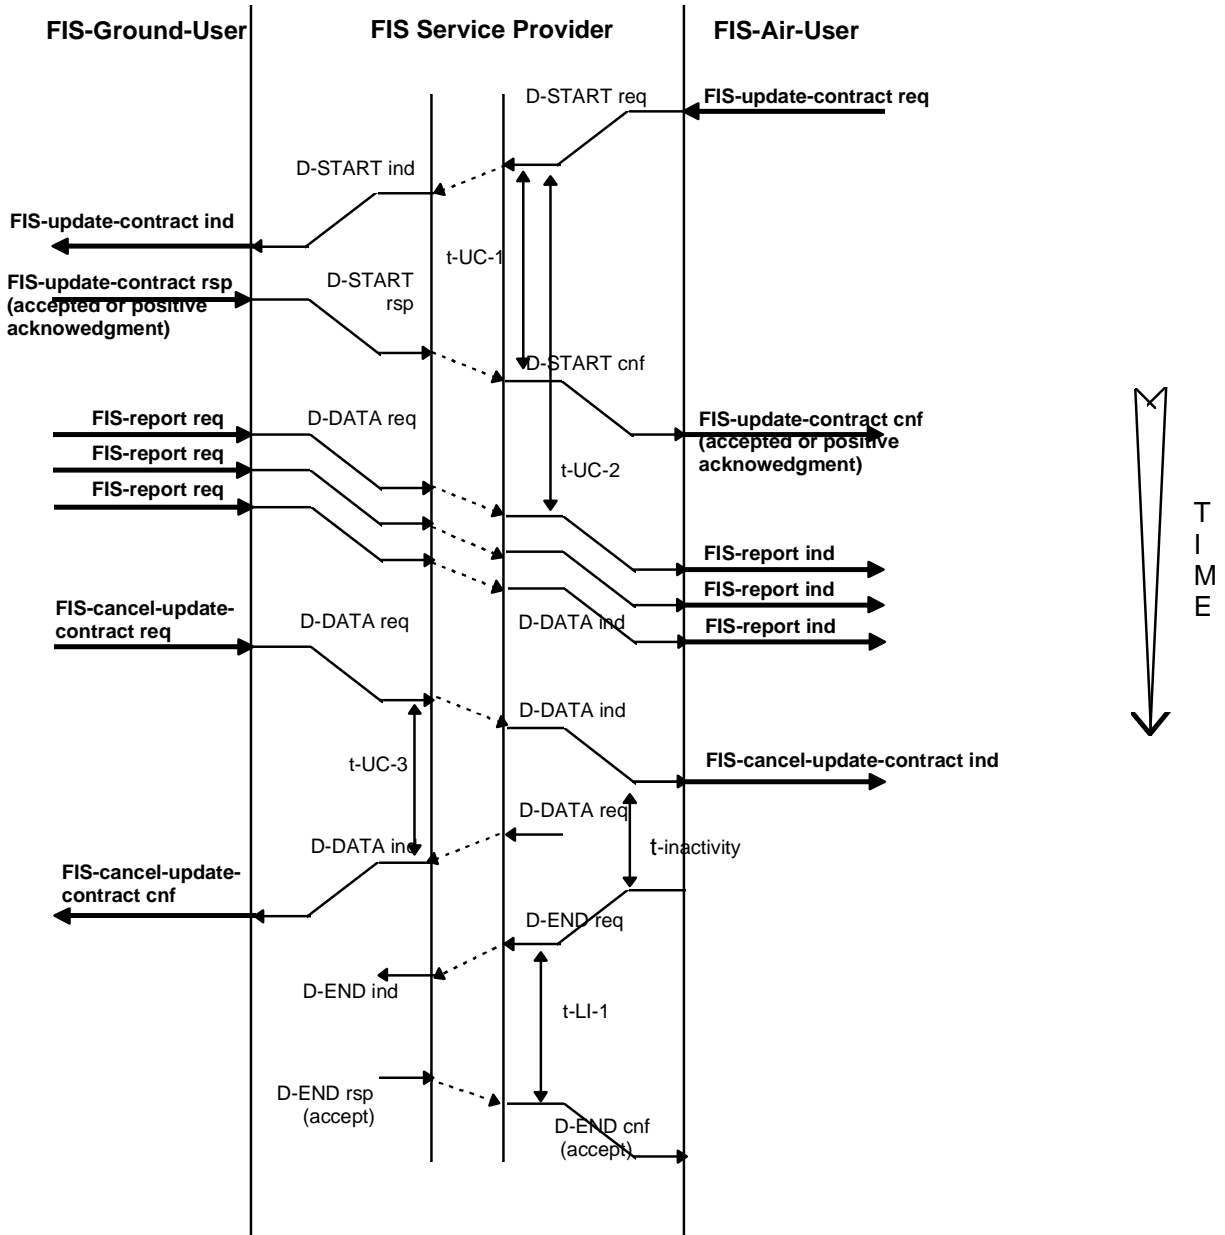 FIS-Ground-User
FIS Service Provider
FIS-Air-User
D-START req
FIS-update-contract req
D-START ind
FIS-update-contract ind
t-UC-1
FIS-update-contract rsp
(accepted or positive
acknowedgment)
D-START
rsp
D-START cnf
FIS-report req
D-DATA req
FIS-update-contract cnf
(accepted or positive
acknowedgment)
FIS-report req
t-UC-2
FIS-report req
T
I
M
E
FIS-report ind
FIS-report ind
FIS-cancel-update-
contract req
D-DATA req
D-DATA ind
FIS-report ind
D-DATA ind
t-UC-3
FIS-cancel-update-contract ind
D-DATA req
D-DATA ind
t-inactivity
FIS-cancel-update-
contract cnf
D-END req
D-END ind
t-LI-1
D-END rsp
(accept)
D-END cnf
(accept)